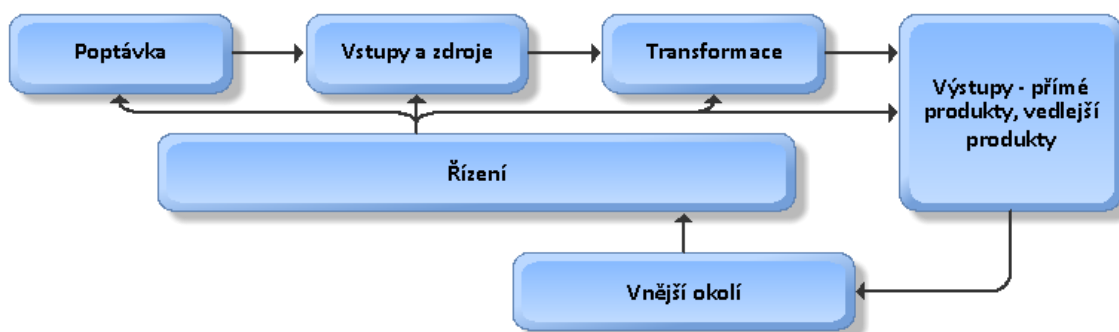 Poptávka
Vstupy a zdroje
Transformace
Výstupy - přímé
produkty, vedlejší
produkty
Řízení
Vnější okolí